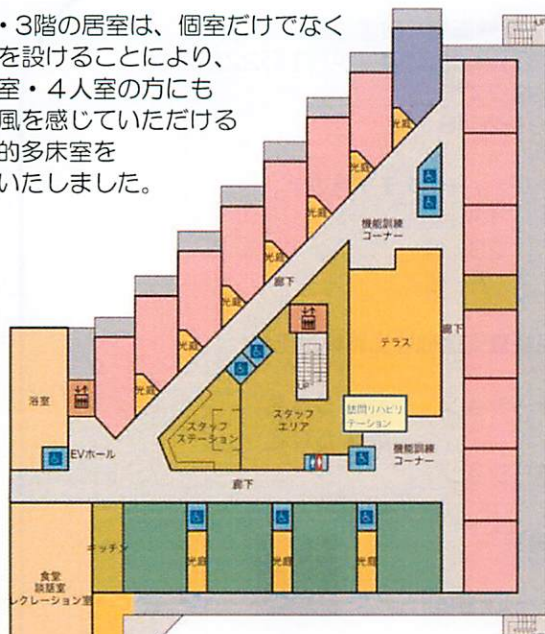 ・3階の居室は、個室だけでなく
を設けることにより、
室・４人室の方にも
風を感じていただける
的多床室を
いたしました。
UP
光庭
光庭
光庭
光庭
光庭
光庭
光庭
機能訓練
コーナー
廊下
廊下
テラス
浴室
EVホール
スタッフ
ステーション
スタッフ
エリア
UP
訪問リハビリ
テーション
機能訓練
コーナー
廊下
キッチン
光庭
光庭
光庭
食堂
談話室
レクレーション室